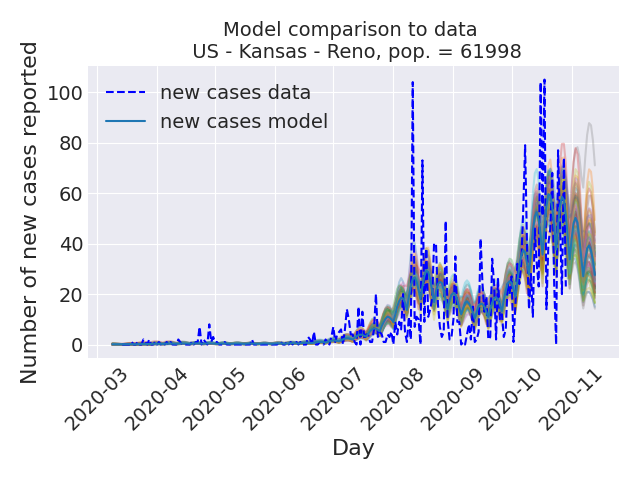 Model comparison to data
US - Kansas - Reno, pop. = 61998
Number of new cases reported
100
80
60
40
20
0
new cases data
new cases model
2020-03
2020-04
2020-05
2020-06
2020-07
2020-08
2020-09
2020-10
2020-11
Day